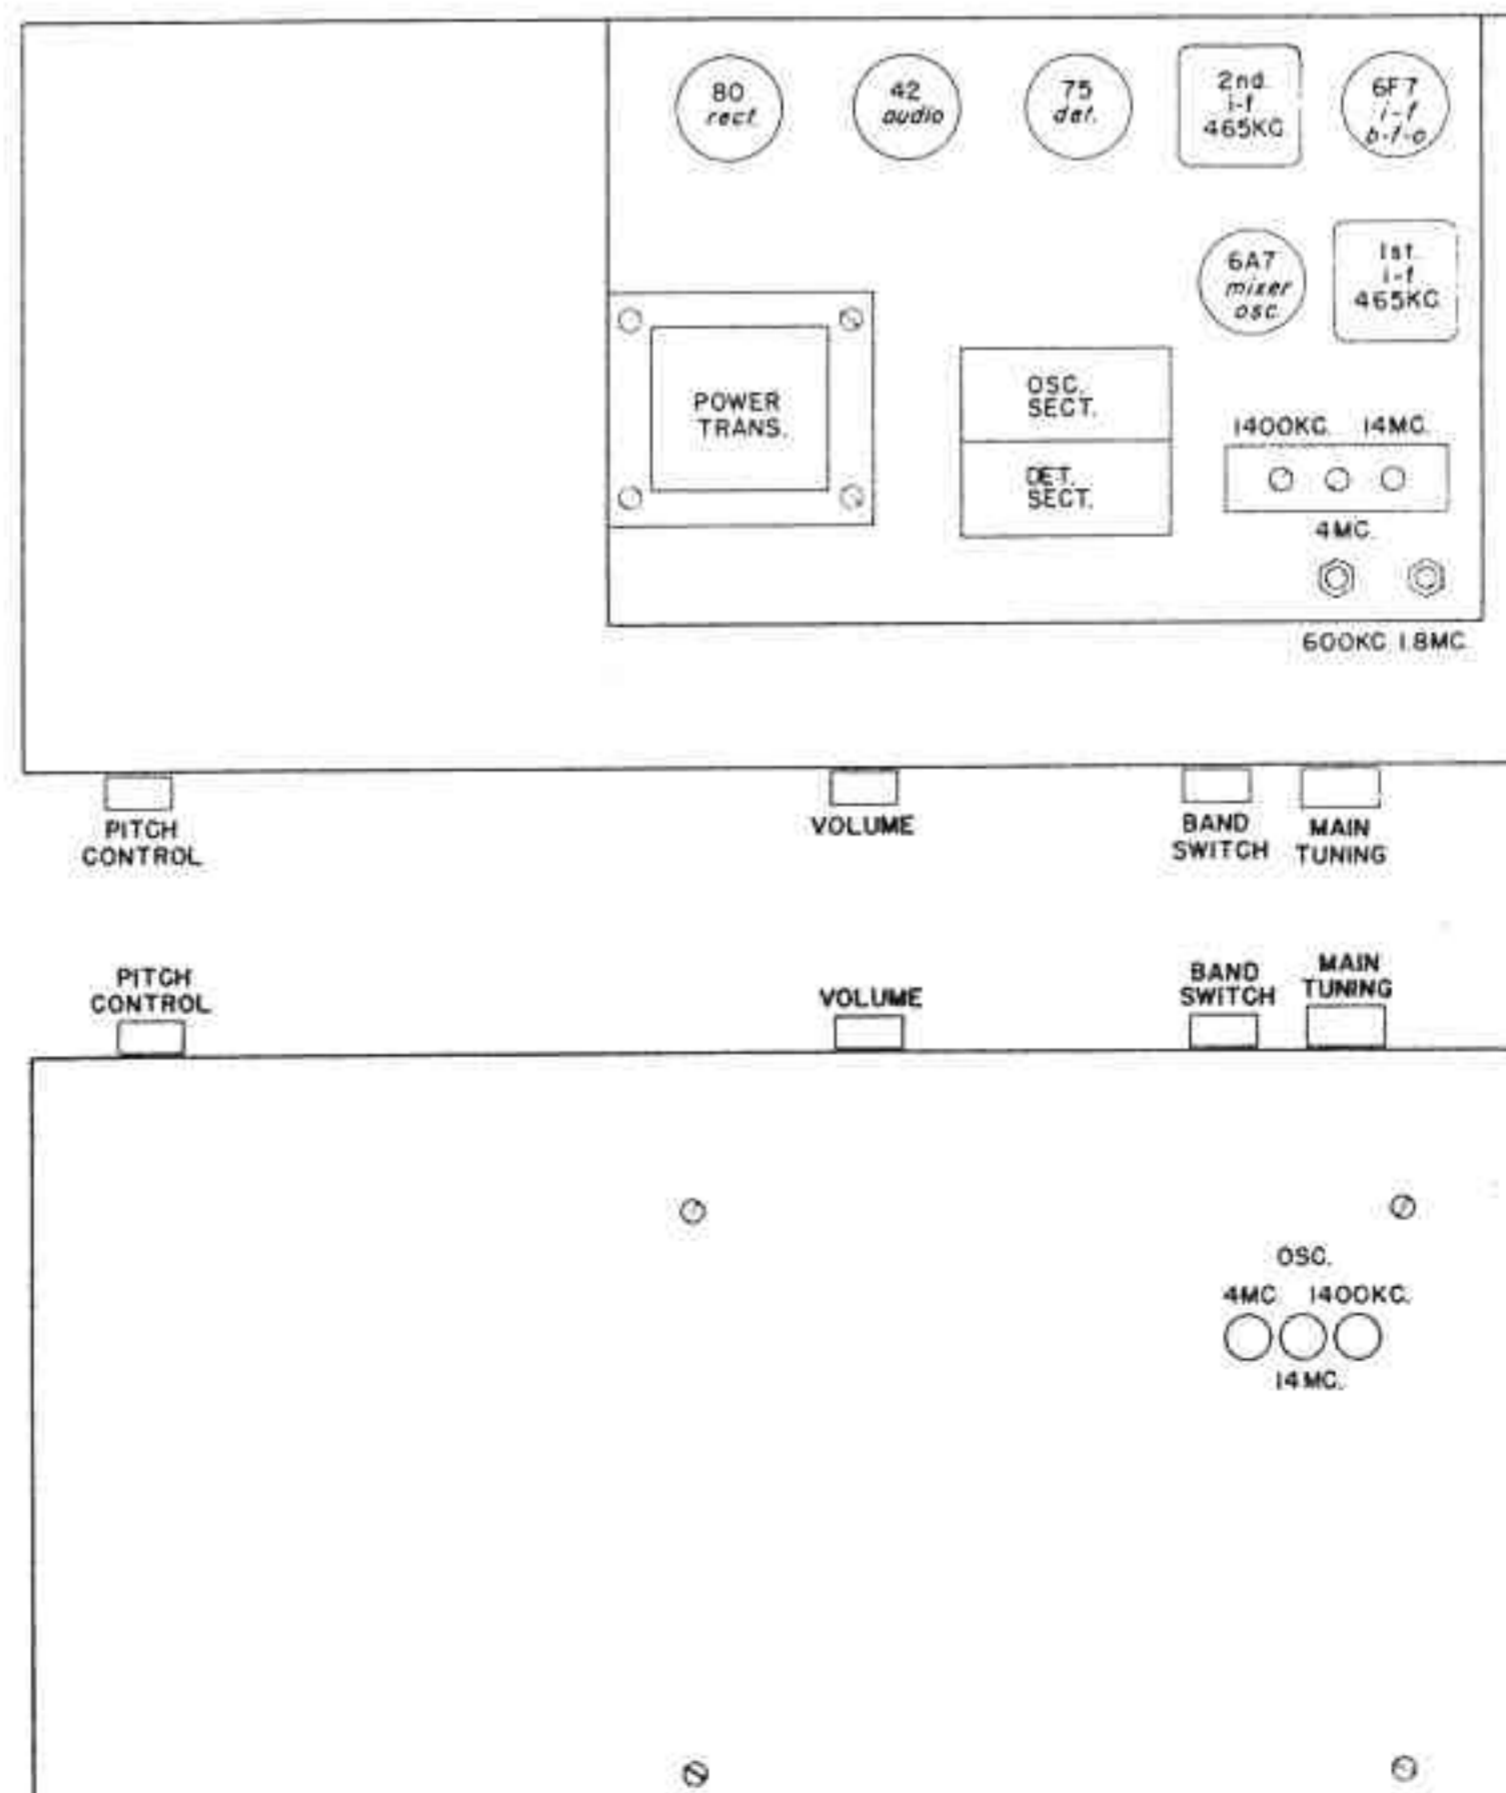 80
rect.
42
audio
75
det.
2nd.
i-f
465KC
6F7
i-f
b-f-o
6A7
mixer
osc.
1st.
i-f
465KC
POWER
TRANS.
OSC.
SECT.
DET.
SECT.
1400KC. 14MC.
4MC.
600KC 1.8MC.
PITCH
CONTROL
VOLUME
BAND
SWITCH
MAIN
TUNING
PITCH
CONTROL
VOLUME
BAND
SWITCH
MAIN
TUNING
OSC.
4MC 1400KC.
14MC.